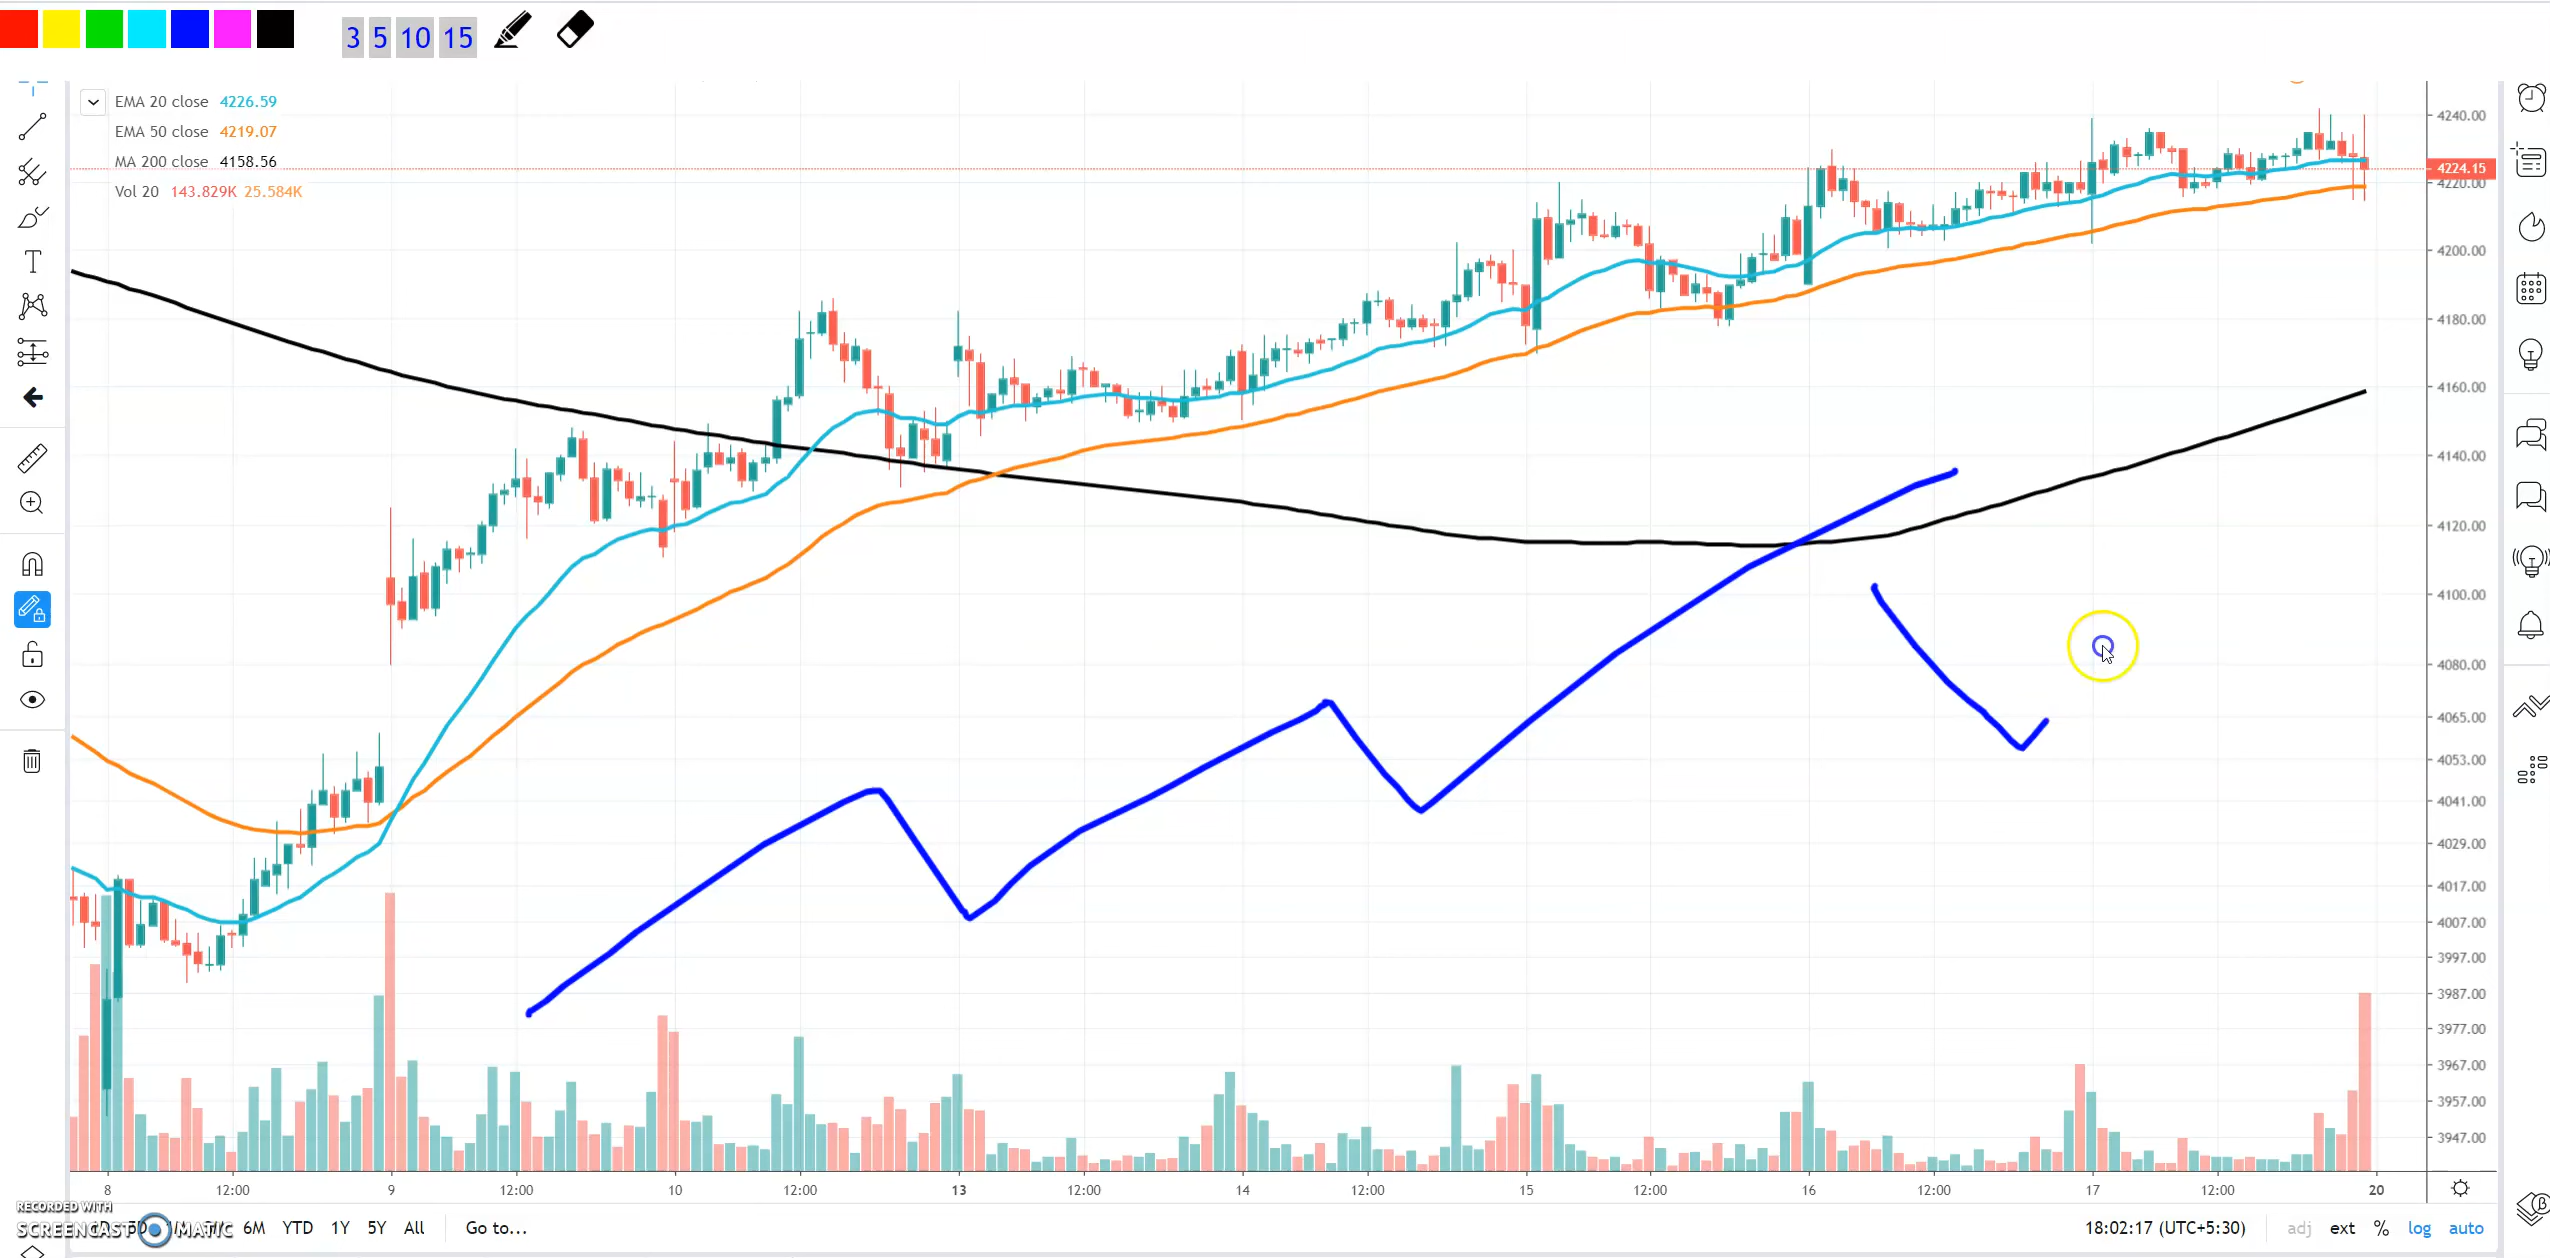 3 5 10 15
EMA 20 close 4226.59
EMA 50 close 4219.07
MA 200 close 4158.56
Vol 20 143.829K 25.584K
4240.00
4224.15
4220.00
4200.00
4180.00
4160.00
4140.00
4120.00
4100.00
4080.00
4065.00
4053.00
4041.00
4029.00
4017.00
4007.00
3997.00
3987.00
3977.00
3967.00
3957.00
3947.00
8 12:00 9 12:00 10 12:00 13 12:00 14 12:00 15 12:00 16 12:00 17 12:00 20
RECORDED WITH
SCREENCAST MATIC
6M YTD 1Y 5Y All Go to... 18:02:17 (UTC+5:30) adj ext % log auto